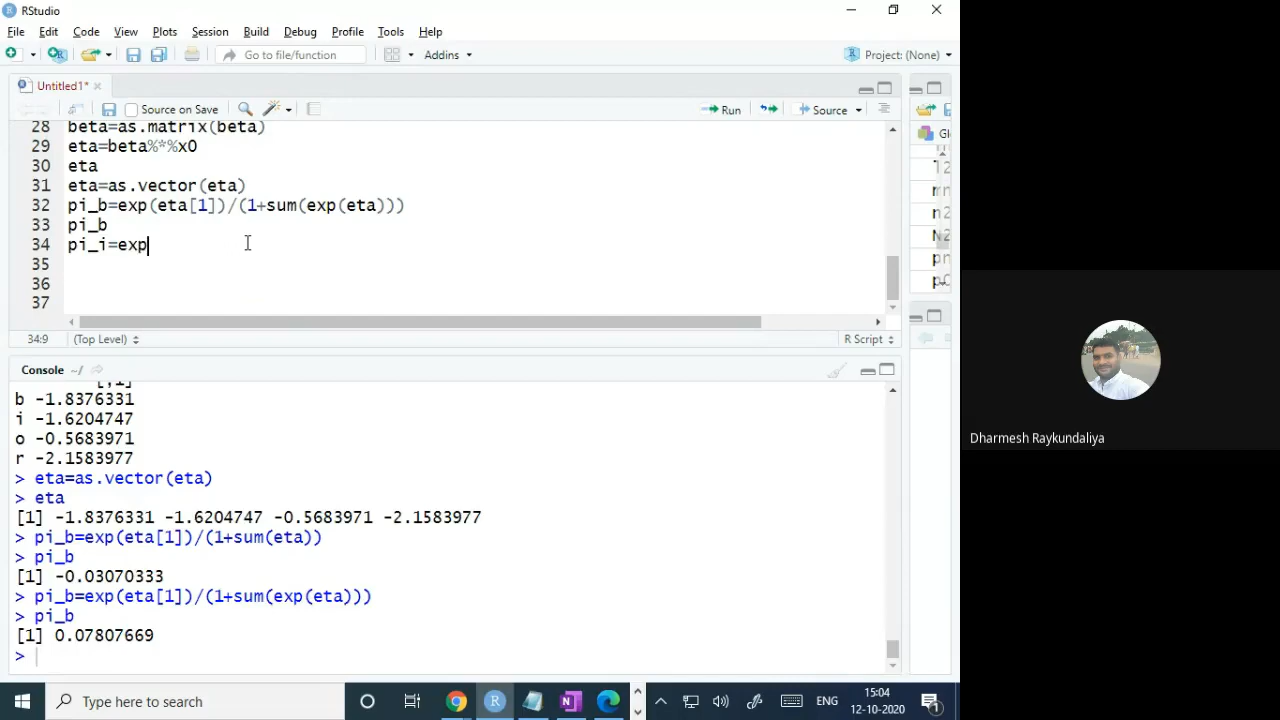 RStudio
File Edit Code View Plots Session Build Debug Profile Tools Help
Go to file/function
Addins
Project: (None)
Untitled1*
Source on Save
Run
Source
28 beta=as.matrix(beta)
29 eta=beta%*%x0
30 eta
31 eta=as.vector(eta)
32 pi_b=exp(eta[1])/(1+sum(exp(eta)))
33 pi_b
34 pi_i=exp
35
36
37
34:9 (Top Level) R Script
Console ~/
[,1]
b -1.8376331
i -1.6204747
o -0.5683971
r -2.1583977
> eta=as.vector(eta)
> eta
[1] -1.8376331 -1.6204747 -0.5683971 -2.1583977
> pi_b=exp(eta[1])/(1+sum(eta))
> pi_b
[1] -0.03070333
> pi_b=exp(eta[1])/(1+sum(exp(eta)))
> pi_b
[1] 0.07807669
>
Dharmesh Raykundaliya
Type here to search
ENG
15:04
12-10-2020